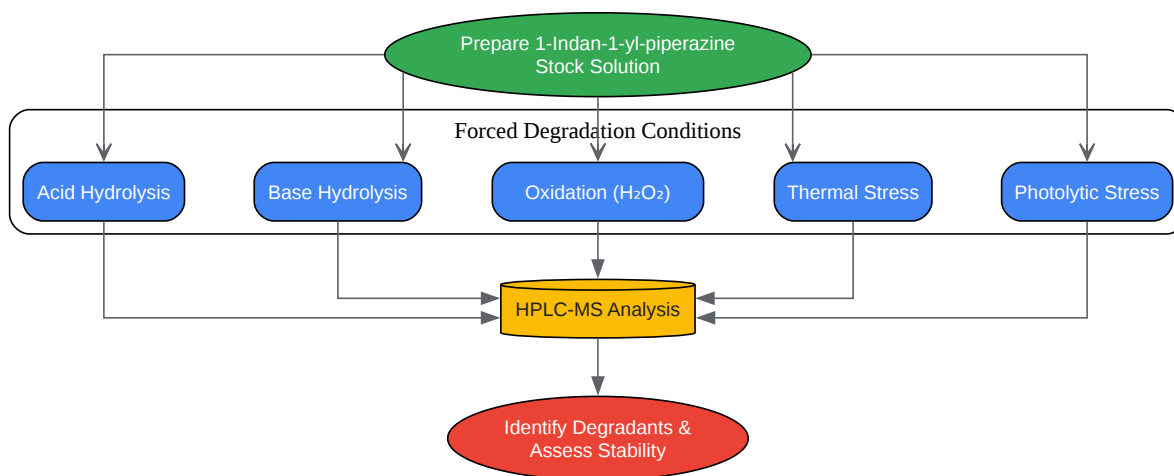 Prepare 1-Indan-1-yl-piperazine
Stock Solution
Forced Degradation Conditions
Acid Hydrolysis
Base Hydrolysis
Oxidation (H₂O₂)
Thermal Stress
Photolytic Stress
HPLC-MS Analysis
Identify Degradants &
Assess Stability